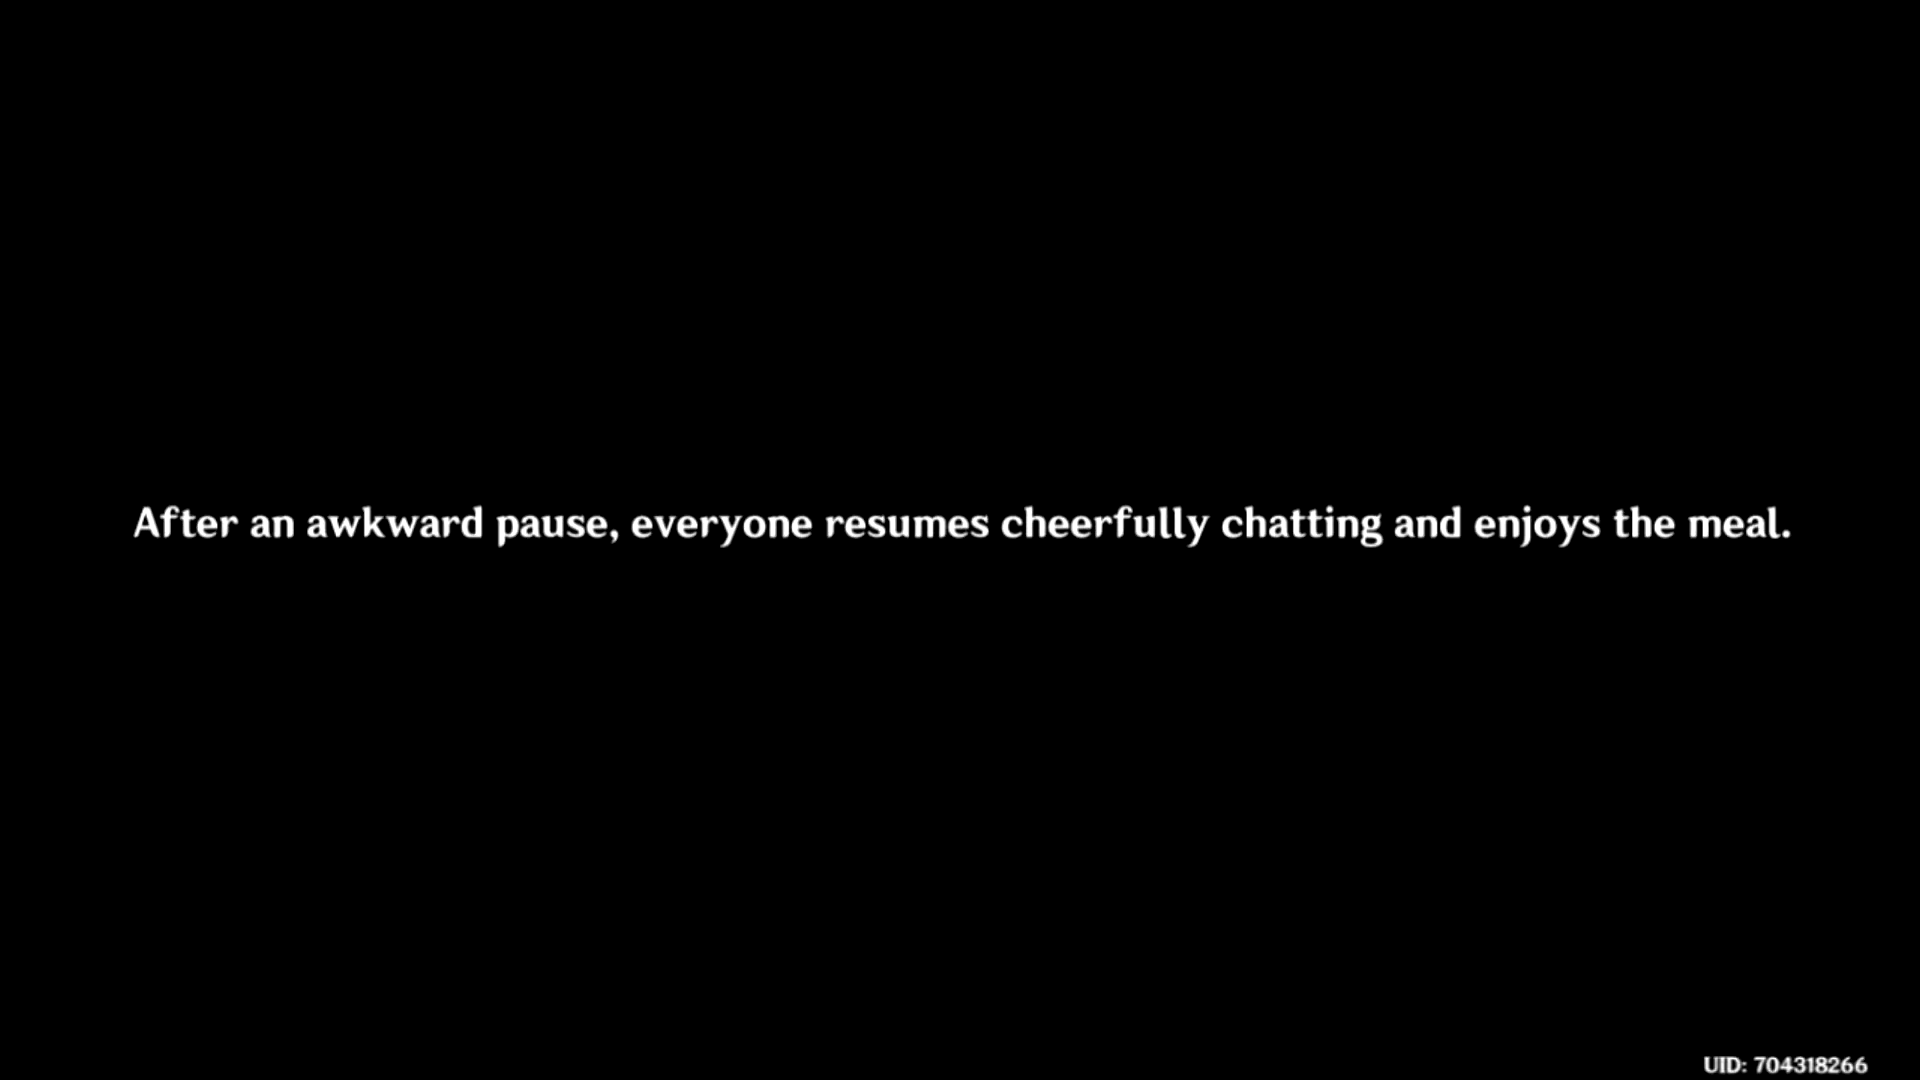 After an awkward pause, everyone resumes cheerfully chatting and enjoys the meal.
UID: 704318266